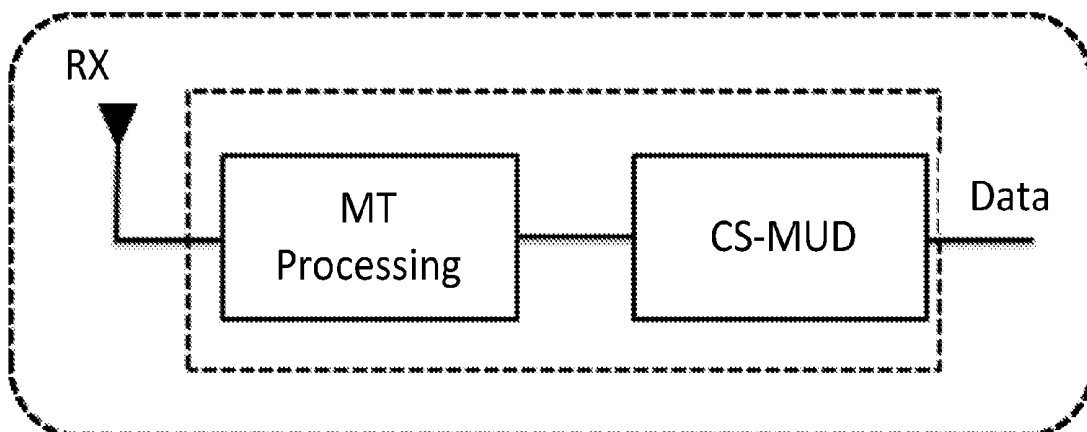 RX
MT
Processing
CS-MUD
Data